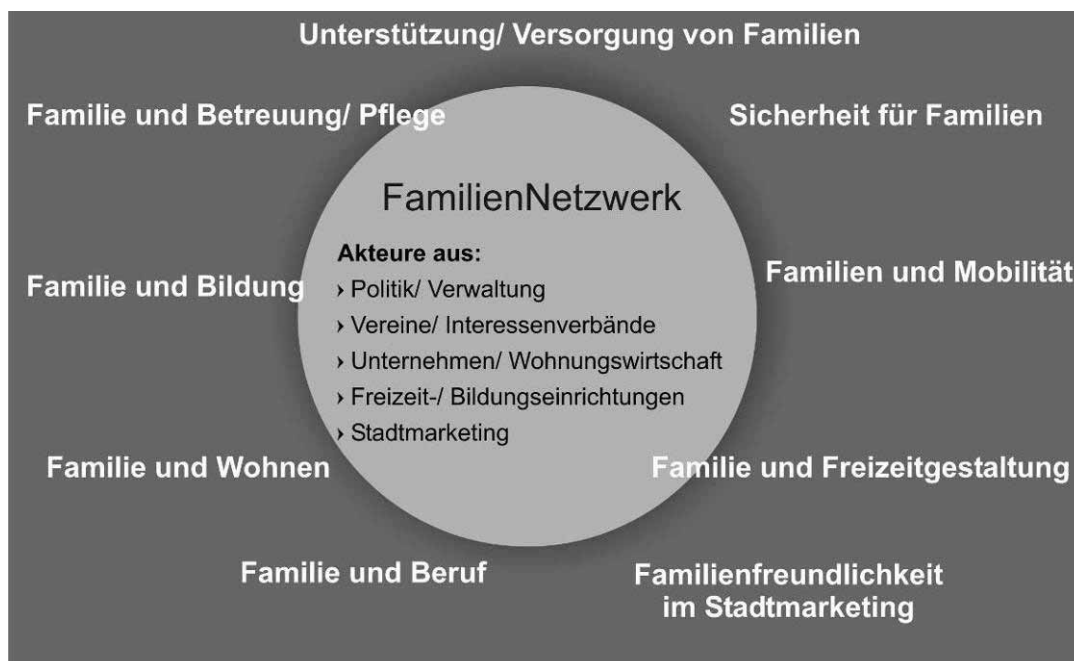 Unterstützung/ Versorgung von Familien
Familie und Betreuung/ Pflege
Sicherheit für Familien
FamilienNetzwerk
Akteure aus:
› Politik/ Verwaltung
› Vereine/ Interessenverbände
› Unternehmen/ Wohnungswirtschaft
› Freizeit-/ Bildungseinrichtungen
› Stadtmarketing
Familie und Bildung
Familien und Mobilität
Familie und Wohnen
Familie und Freizeitgestaltung
Familie und Beruf
Familienfreundlichkeit
im Stadtmarketing